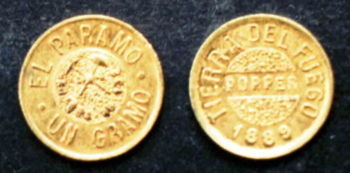 EL PARAMO
UN GRAMO
TIERRA DEL FUEGO
POPPER
1889